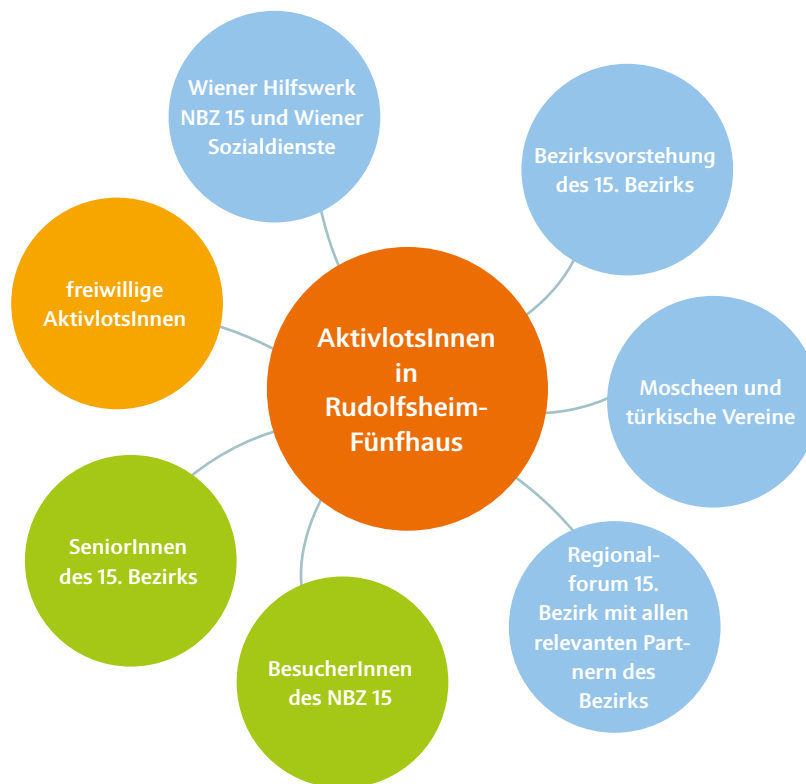 Wiener Hilfswerk
NBZ 15 und Wiener
Sozialdienste
Bezirksvorstehung
des 15. Bezirks
freiwillige
AktivlotsInnen
AktivlotsInnen
in
Rudolfsheim-
Fünfhaus
Moscheen und
türkische Vereine
SeniorInnen
des 15. Bezirks
Regional-
forum 15.
Bezirk mit allen
relevanten Part-
nern des
Bezirks
BesucherInnen
des NBZ 15